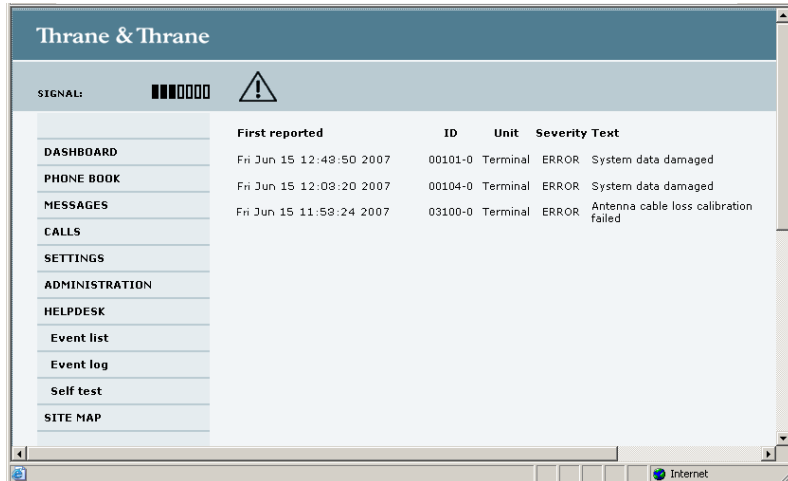 Thrane & Thrane
SIGNAL:
First reported ID Unit Severity Text
Fri Jun 15 12:43:50 2007 00101-0 Terminal ERROR System data damaged
Fri Jun 15 12:03:20 2007 00104-0 Terminal ERROR System data damaged
Fri Jun 15 11:53:24 2007 03100-0 Terminal ERROR Antenna cable loss calibration
failed
DASHBOARD
PHONE BOOK
MESSAGES
CALLS
SETTINGS
ADMINISTRATION
HELPDESK
Event list
Event log
Self test
SITE MAP
Internet